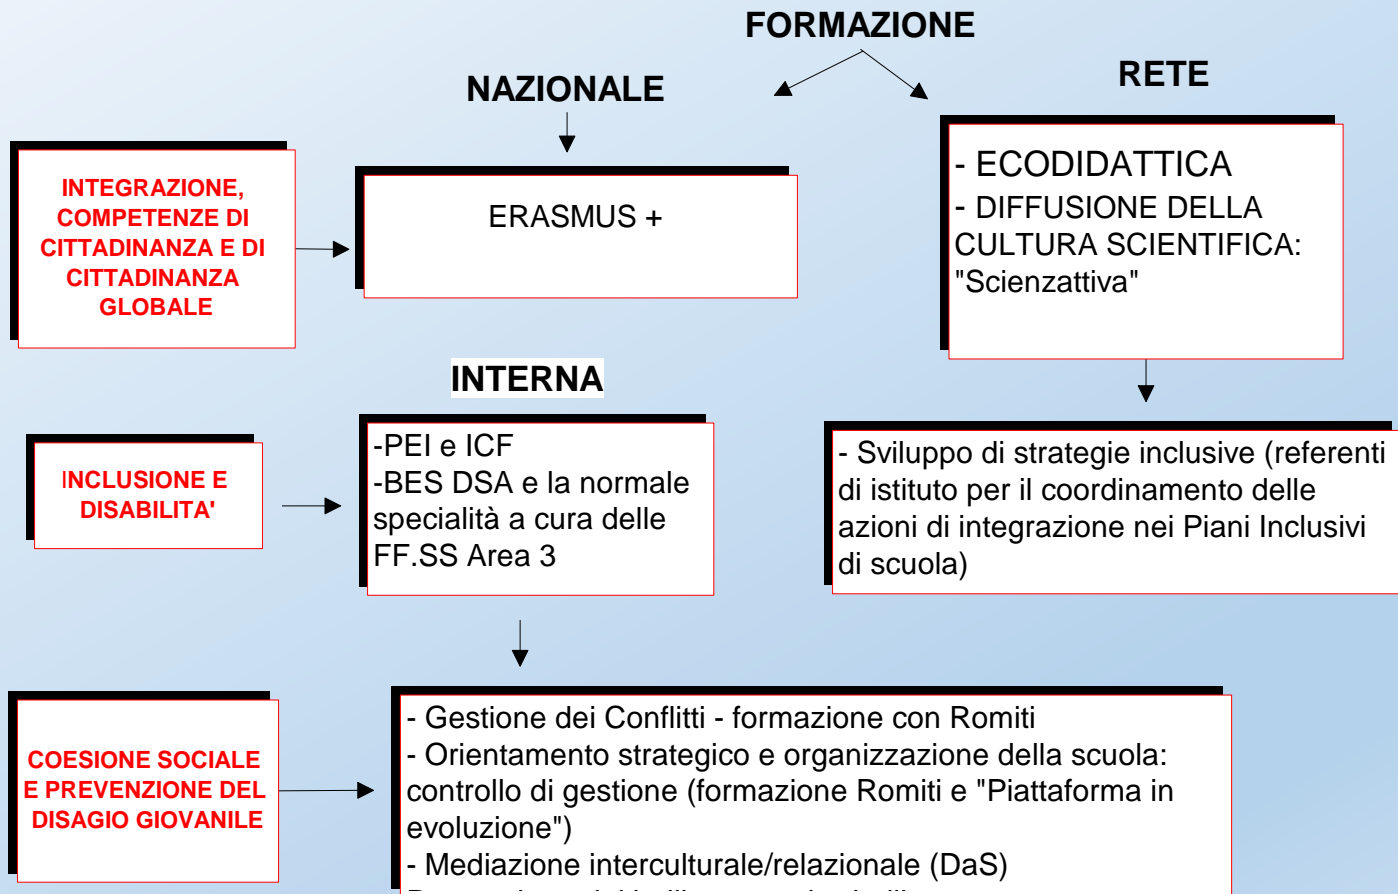 FORMAZIONE
NAZIONALE
RETE
INTEGRAZIONE,
COMPETENZE DI
CITTADINANZA E DI
CITTADINANZA
GLOBALE
ERASMUS +
- ECODIDATTICA
- DIFFUSIONE DELLA
CULTURA SCIENTIFICA:
"Scienzattiva"
INTERNA
INCLUSIONE E
DISABILITA'
-PEI e ICF
-BES DSA e la normale
specialità a cura delle
FF.SS Area 3
- Sviluppo di strategie inclusive (referenti
di istituto per il coordinamento delle
azioni di integrazione nei Piani Inclusivi
di scuola)
COESIONE SOCIALE
E PREVENZIONE DEL
DISAGIO GIOVANILE
- Gestione dei Conflitti - formazione con Romiti
- Orientamento strategico e organizzazione della scuola:
controllo di gestione (formazione Romiti e "Piattaforma in
evoluzione")
- Mediazione interculturale/relazionale (DaS)